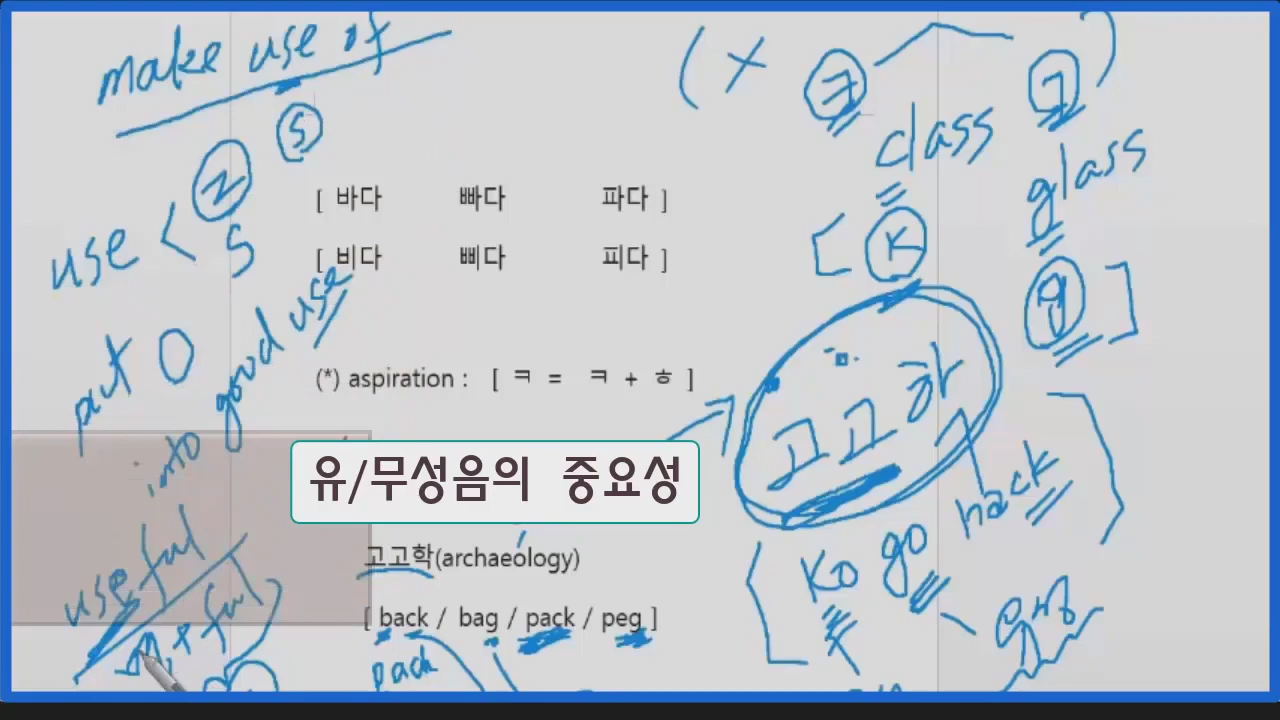 make use of
( X ㅋ ㄱ )
ⓢ
class
glass
use < z
s
[ 바다 빠다 파다 ]
[ 비다 삐다 피다 ]
[ k g ]
put O into good use
(*) aspiration : [ ㅋ = ㅋ + ㅎ ]
고고학
유/무성음의 중요성
Ko go hack
고고학(archaeology)
useful
+ ful
[ back / bag / pack / peg ]
pack